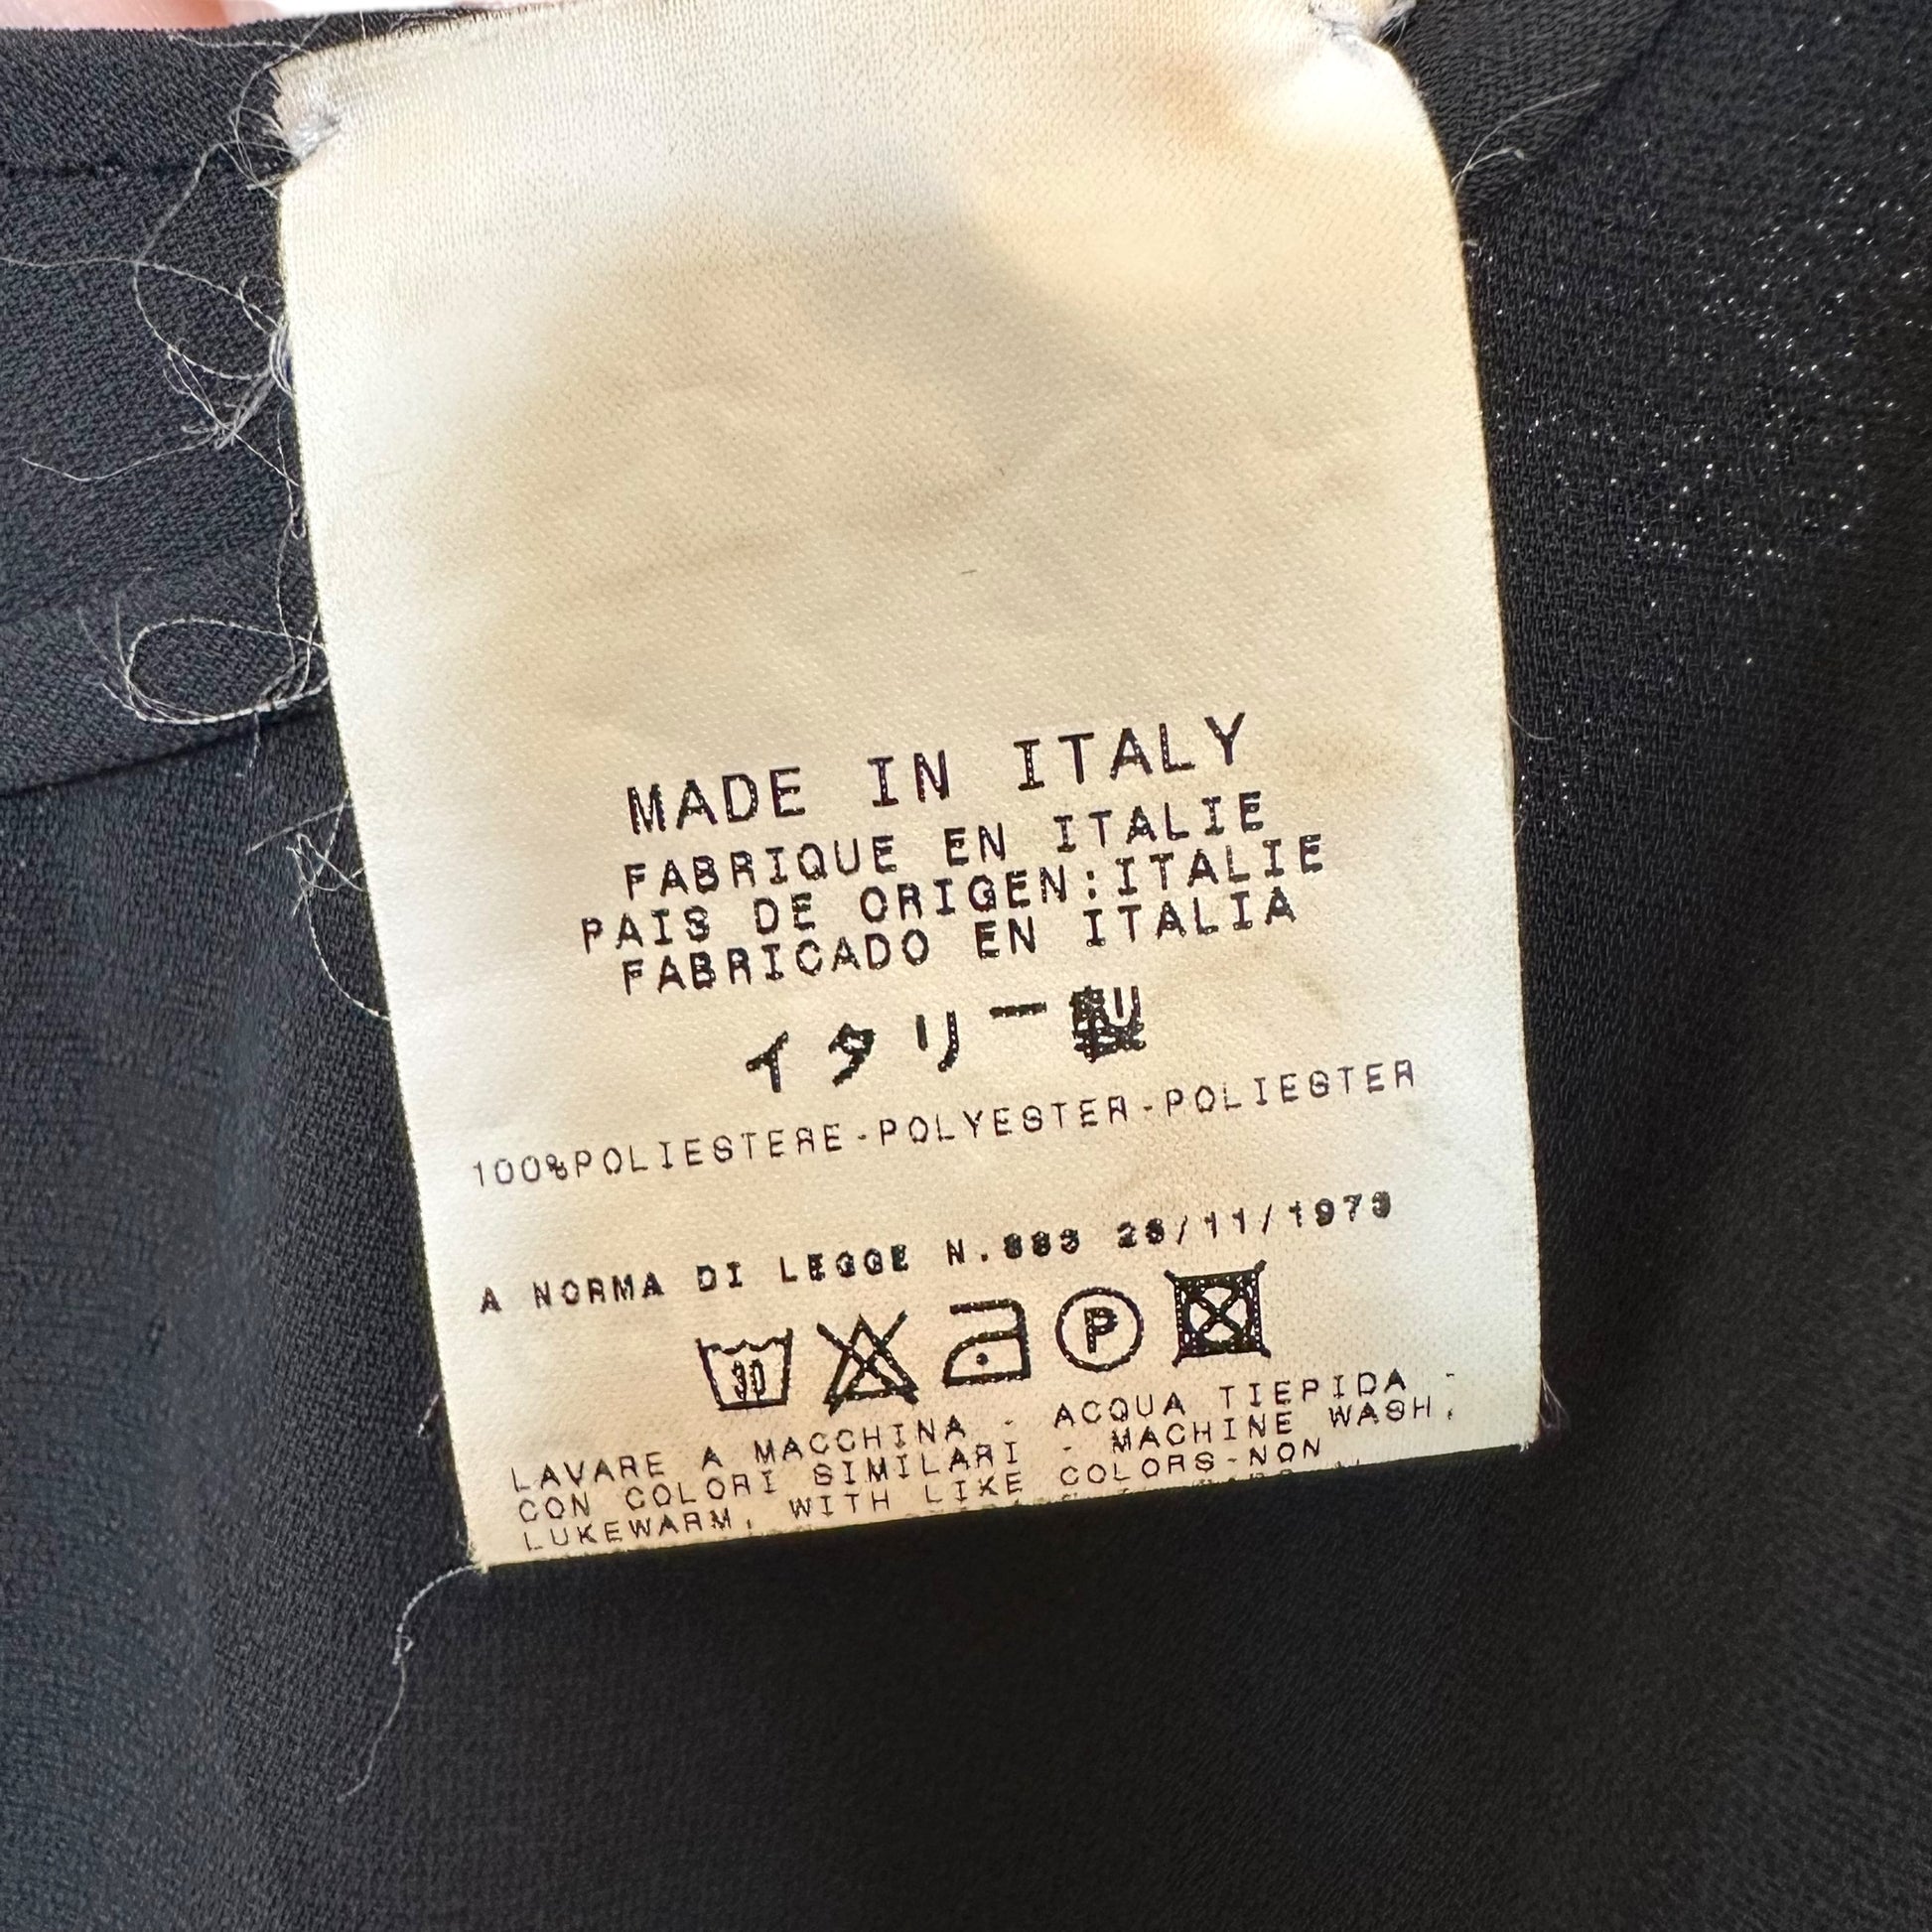 MADE IN ITALY
FABRIQUE EN ITALIE
PAIS DE ORIGEN:ITALIE
FABRICADO EN ITALIA
イタリー製
100%POLIESTERE-POLYESTER-POLIESTER
A NORMA DI LEGGE N.883 26/11/1973
30
P
LAVARE A MACCHINA - ACQUA TIEPIDA -
CON COLORI SIMILARI - MACHINE WASH,
LUKEWARM, WITH LIKE COLORS-NON